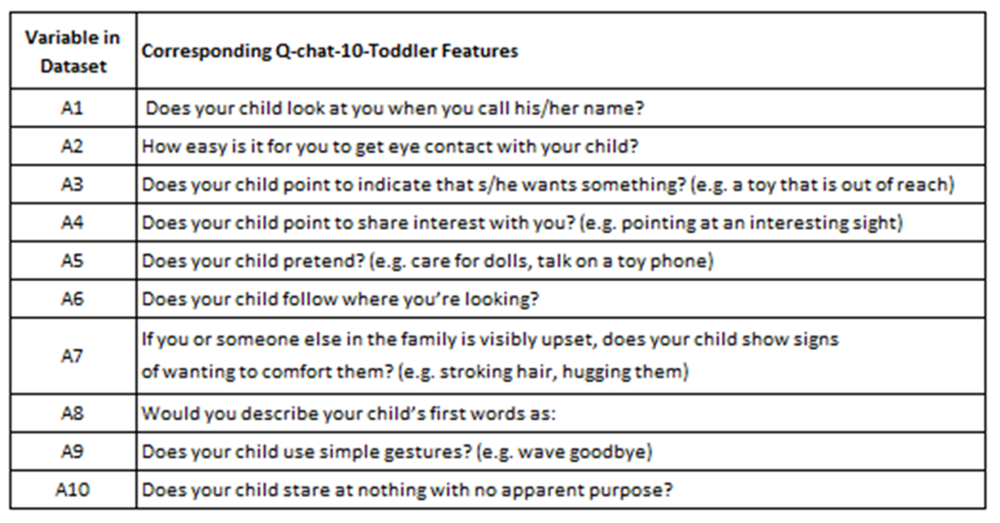 Variable in
Dataset
Corresponding Q-chat-10-Toddler Features
A1
Does your child look at you when you call his/her name?
A2
How easy is it for you to get eye contact with your child?
A3
Does your child point to indicate that s/he wants something? (e.g. a toy that is out of reach)
A4
Does your child point to share interest with you? (e.g. pointing at an interesting sight)
A5
Does your child pretend? (e.g. care for dolls, talk on a toy phone)
A6
Does your child follow where you’re looking?
A7
If you or someone else in the family is visibly upset, does your child show signs
of wanting to comfort them? (e.g. stroking hair, hugging them)
A8
Would you describe your child’s first words as:
A9
Does your child use simple gestures? (e.g. wave goodbye)
A10
Does your child stare at nothing with no apparent purpose?